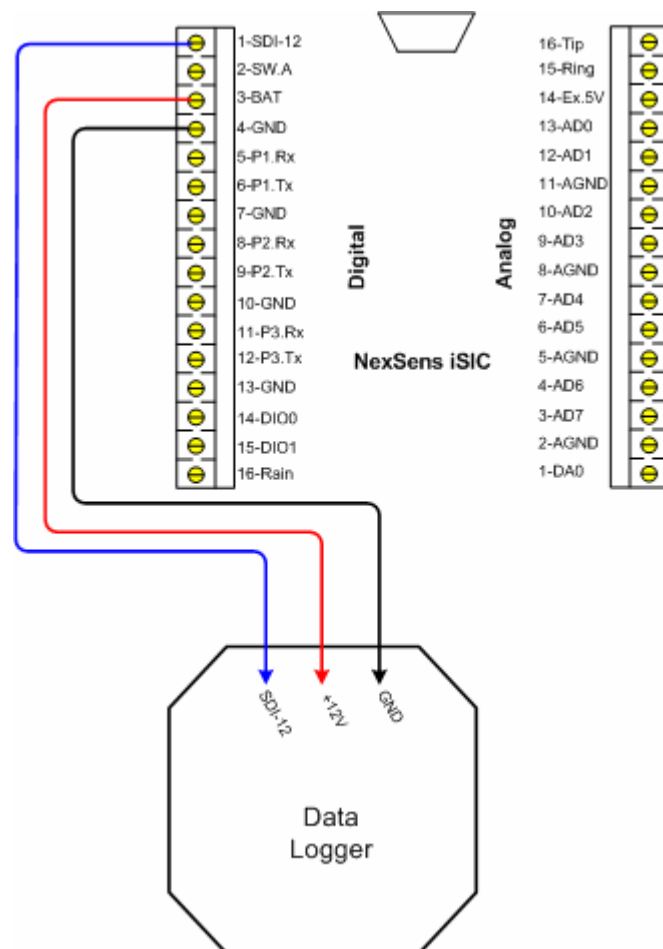 1-SDI-12
2-SW.A
3-BAT
4-GND
5-P1.Rx
6-P1.Tx
7-GND
8-P2.Rx
9-P2.Tx
10-GND
11-P3.Rx
12-P3.Tx
13-GND
14-DIO0
15-DIO1
16-Rain
Digital
Analog
NexSens iSIC
16-Tip
15-Ring
14-Ex.5V
13-AD0
12-AD1
11-AGND
10-AD2
9-AD3
8-AGND
7-AD4
6-AD5
5-AGND
4-AD6
3-AD7
2-AGND
1-DA0
SDI-12
+12V
GND
Data
Logger